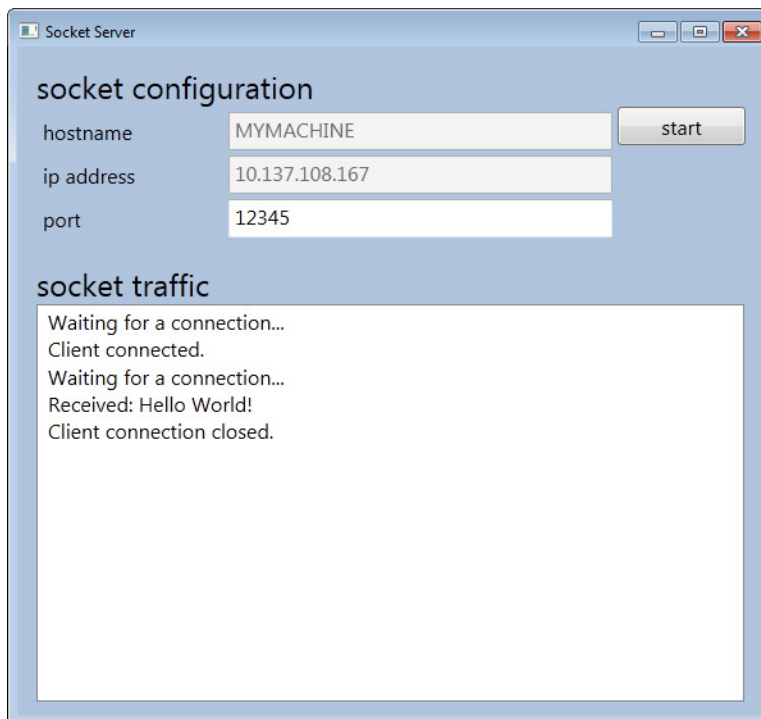 Socket Server
socket configuration
hostname MYMACHINE start
ip address 10.137.108.167
port 12345
socket traffic
Waiting for a connection...
Client connected.
Waiting for a connection...
Received: Hello World!
Client connection closed.